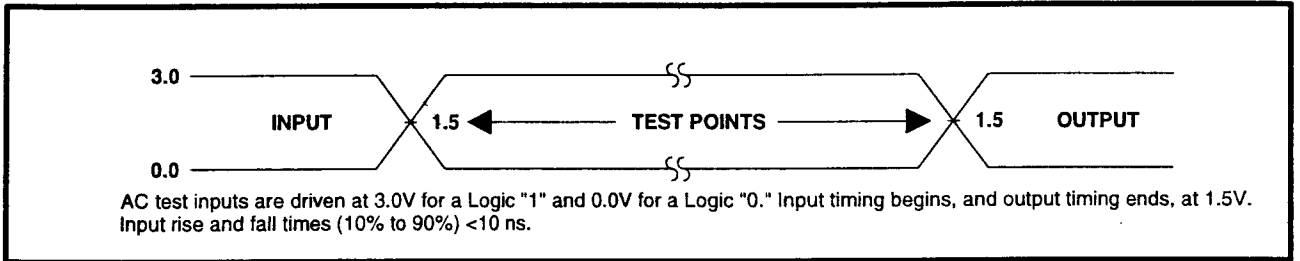 3.0
INPUT 1.5 TEST POINTS 1.5 OUTPUT
0.0
AC test inputs are driven at 3.0V for a Logic "1" and 0.0V for a Logic "0." Input timing begins, and output timing ends, at 1.5V.
Input rise and fall times (10% to 90%) <10 ns.